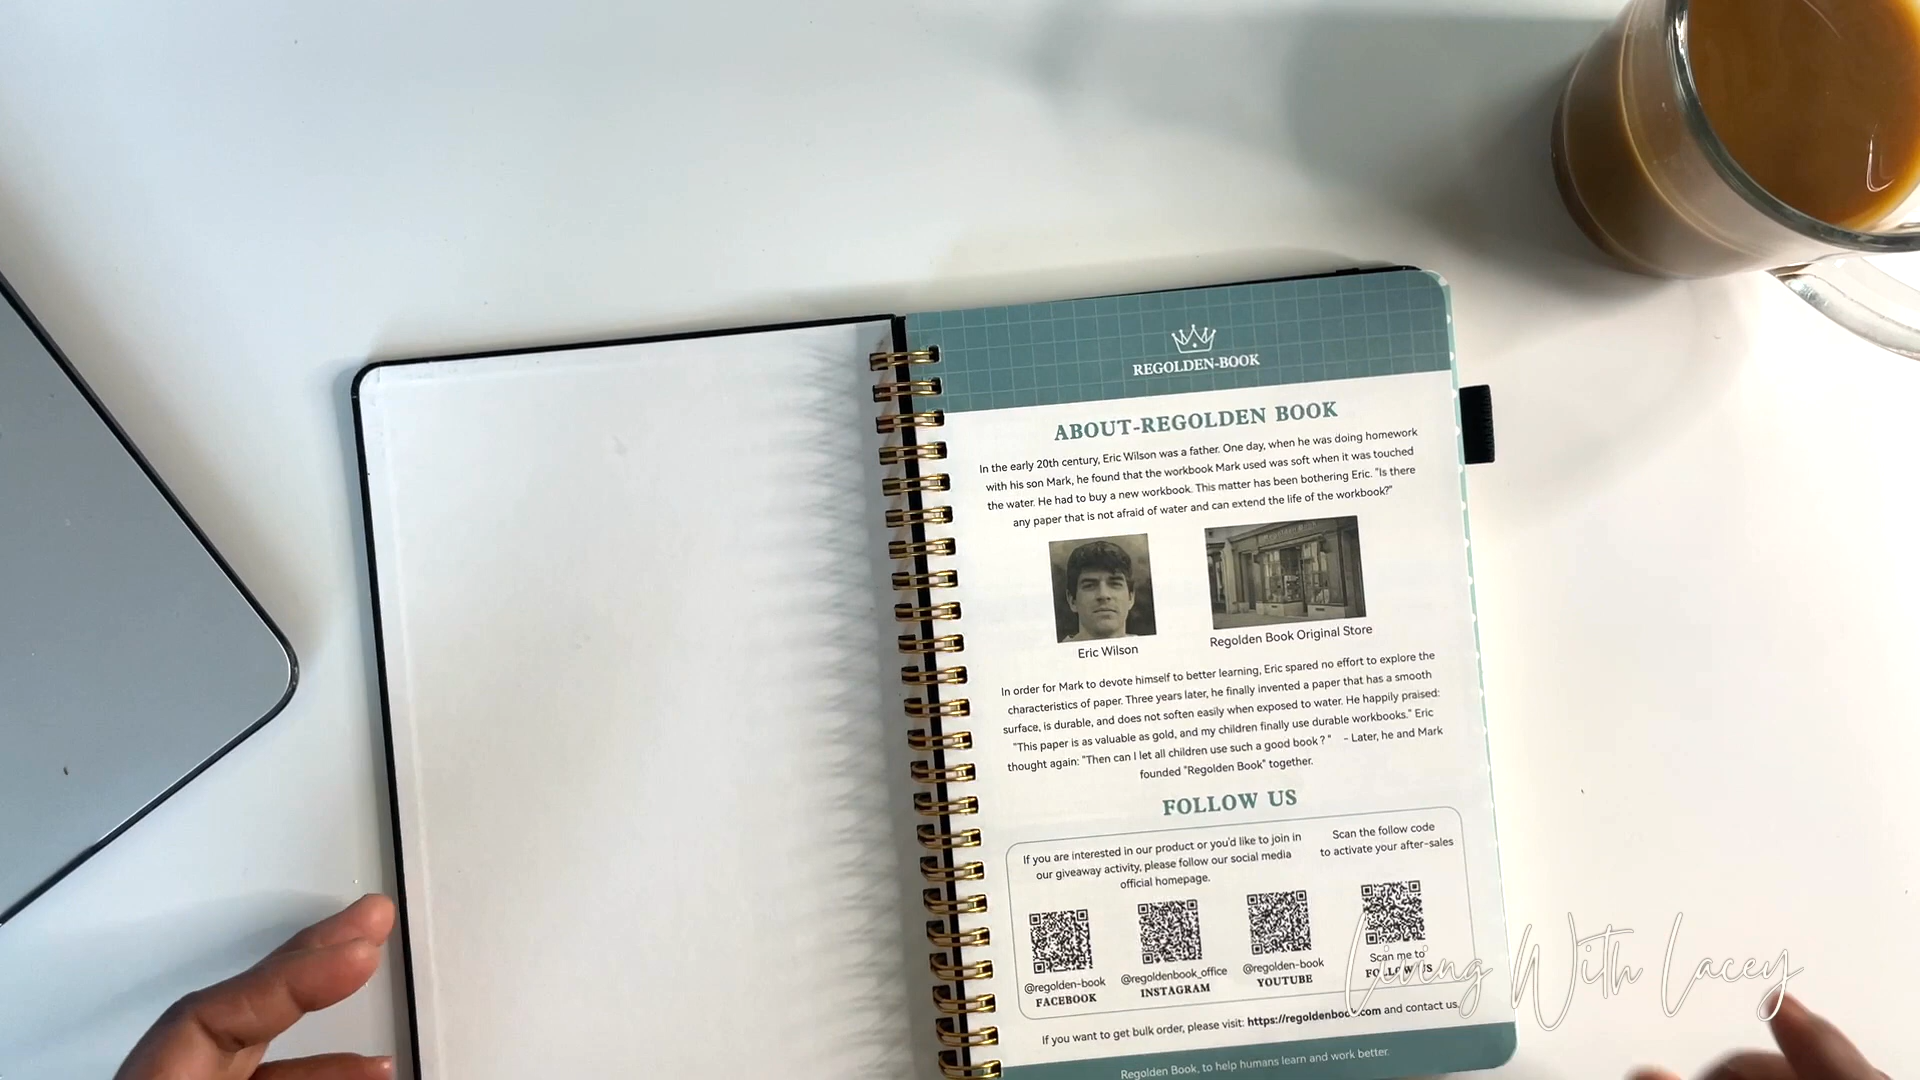 REGOLDEN-BOOK
ABOUT-REGOLDEN BOOK
In the early 20th century, Eric Wilson was a father. One day, when he was doing homework
with his son Mark, he found that the workbook Mark used was soft when it was touched
the water. He had to buy a new workbook. This matter has been bothering Eric. "Is there
any paper that is not afraid of water and can extend the life of the workbook?"
Eric Wilson
Regolden Book Original Store
In order for Mark to devote himself to better learning, Eric spared no effort to explore the
characteristics of paper. Three years later, he finally invented a paper that has a smooth
surface, is durable, and does not soften easily when exposed to water. He happily praised:
"This paper is as valuable as gold, and my children finally use durable workbooks." Eric
thought again: "Then can I let all children use such a good book?" - Later, he and Mark
founded "Regolden Book" together.
FOLLOW US
If you are interested in our product or you'd like to join in
our giveaway activity, please follow our social media
official homepage.
Scan the follow code
to activate your after-sales
@regolden-book
FACEBOOK
@regoldenbook_office
INSTAGRAM
@regolden-book
YOUTUBE
Scan me to
FOLLOW US
If you want to get bulk order, please visit: https://regoldenbook.com and contact us.
Regolden Book, to help humans learn and work better.
Living With Lacey